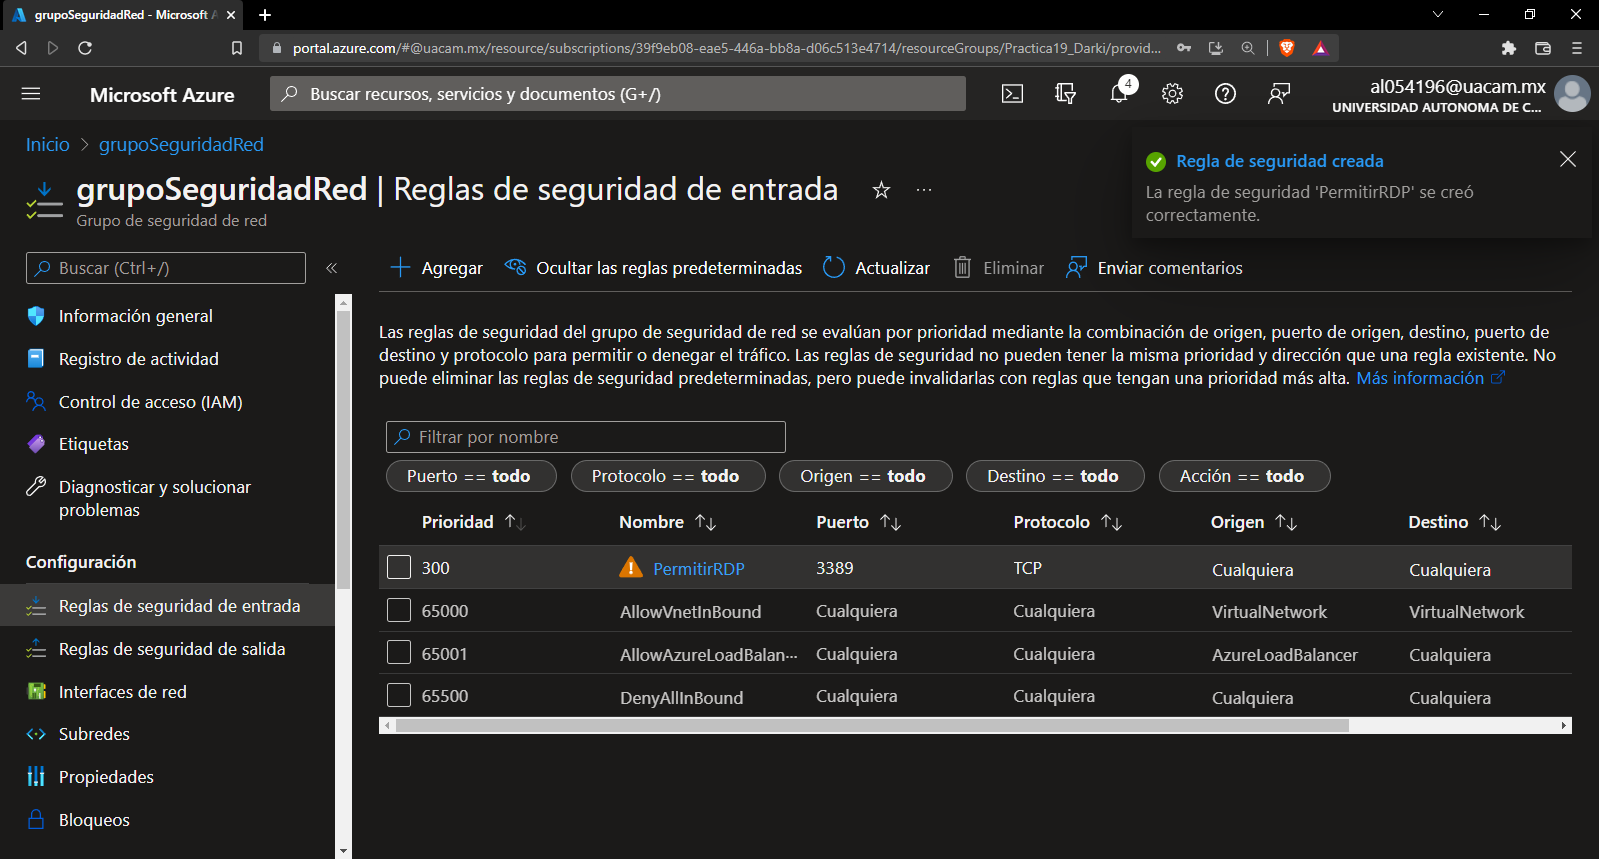 grupoSeguridadRed - Microsoft A
portal.azure.com/#@uacam.mx/resource/subscriptions/39f9eb08-eae5-446a-bb8a-d06c513e4714/resourceGroups/Practica19_Darki/provid...
Microsoft Azure
Buscar recursos, servicios y documentos (G+/)
4
al054196@uacam.mx
UNIVERSIDAD AUTONOMA DE C...
Inicio > grupoSeguridadRed
grupoSeguridadRed | Reglas de seguridad de entrada
Grupo de seguridad de red
Regla de seguridad creada
La regla de seguridad 'PermitirRDP' se creó
correctamente.
Buscar (Ctrl+/)
Información general
Registro de actividad
Control de acceso (IAM)
Etiquetas
Diagnosticar y solucionar
problemas
Configuración
Reglas de seguridad de entrada
Reglas de seguridad de salida
Interfaces de red
Subredes
Propiedades
Bloqueos
Agregar Ocultar las reglas predeterminadas Actualizar Eliminar Enviar comentarios
Las reglas de seguridad del grupo de seguridad de red se evalúan por prioridad mediante la combinación de origen, puerto de origen, destino, puerto de
destino y protocolo para permitir o denegar el tráfico. Las reglas de seguridad no pueden tener la misma prioridad y dirección que una regla existente. No
puede eliminar las reglas de seguridad predeterminadas, pero puede invalidarlas con reglas que tengan una prioridad más alta. Más información
Filtrar por nombre
Puerto == todo Protocolo == todo Origen == todo Destino == todo Acción == todo
Prioridad Nombre Puerto Protocolo Origen Destino
300 PermitirRDP 3389 TCP Cualquiera Cualquiera
65000 AllowVnetInBound Cualquiera Cualquiera VirtualNetwork VirtualNetwork
65001 AllowAzureLoadBalan··· Cualquiera Cualquiera AzureLoadBalancer Cualquiera
65500 DenyAllInBound Cualquiera Cualquiera Cualquiera Cualquiera